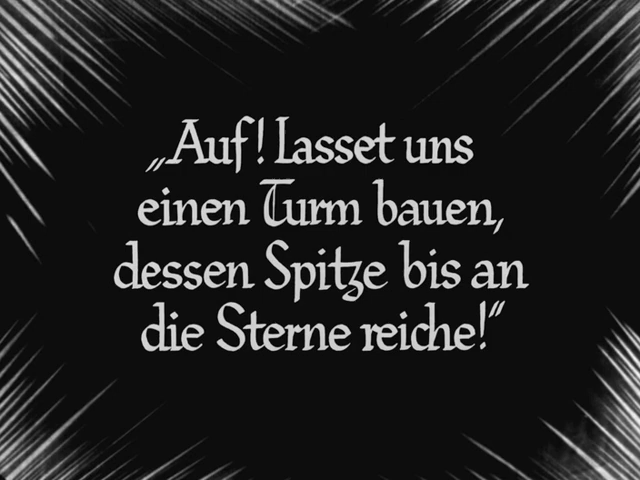 „Auf! Lasset uns
einen Turm bauen,
dessen Spitze bis an
die Sterne reiche!“